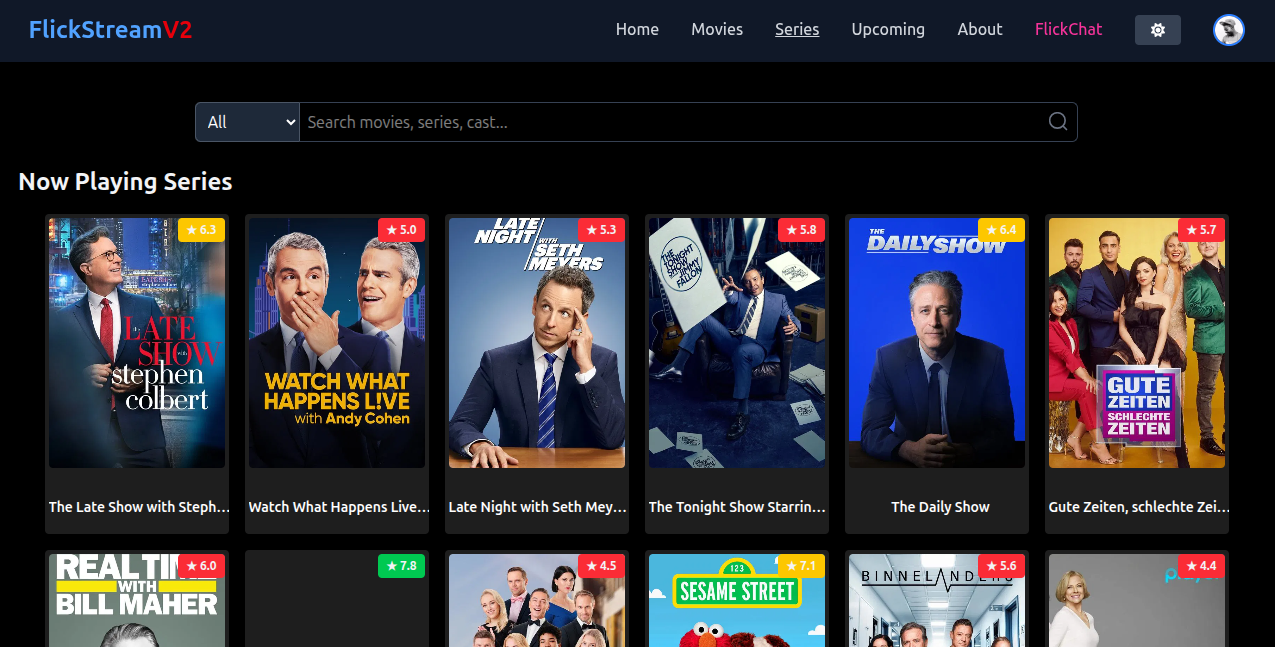 FlickStreamV2
Home Movies Series Upcoming About FlickChat
All Search movies, series, cast...
Now Playing Series
★ 6.3
the LATE
SHOW with
stephen
colbert
The Late Show with Steph...
★ 5.0
WATCH WHAT
HAPPENS L!VE
with Andy Cohen
Watch What Happens Live...
★ 5.3
LATE
NIGHT WITH
SETH
MEYERS
Late Night with Seth Mey...
★ 5.8
THE
TONIGHT
SHOW
STARRING
JIMMY
FALLON
The Tonight Show Starrin...
★ 6.4
THE
DAILY SHOW
The Daily Show
★ 5.7
GUTE
ZEITEN
SCHLECHTE
ZEITEN
Gute Zeiten, schlechte Zei...
★ 6.0
REAL TIM
WITH
BILL MAHER
★ 7.8
★ 4.5
★ 7.1
123
SESAME STREET
★ 5.6
BINNELANDERS
★ 4.4